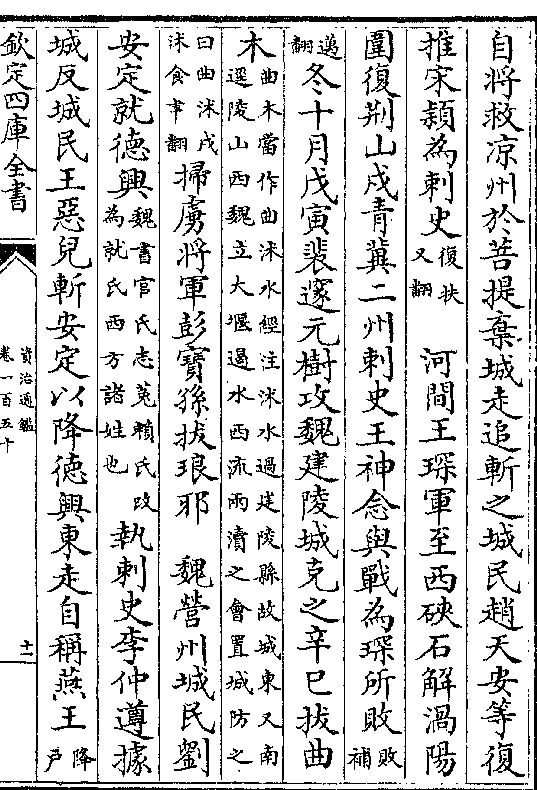 自將救凉州於菩提棄城走追斬之城民趙天安等復
推宋穎為刺史復扶又翻　河間王琛軍至西硤石解渦陽
圍復荆山戍青冀二州刺史王神念與戰為琛所敗敗補
邁翻冬十月戊寅裴邃元樹攻魏建陵城克之辛巳拔曲
木曲木當作曲沭水經注沭水過建陵縣故城東又南逕陵山西魏立大堰遏水西流兩瀆之會置城防之
曰曲沭戍沭食聿翻掃虜將軍彭寶孫拔琅邪　魏營州城民劉
安定就德興魏書官氏志菟賴氏改為就氏西方諸姓也執刺史李仲遵據
城反城民王惡兒斬安定以降德興東走自稱燕王降戸
欽定四庫全書
資治通鑑
卷一百五十
十一